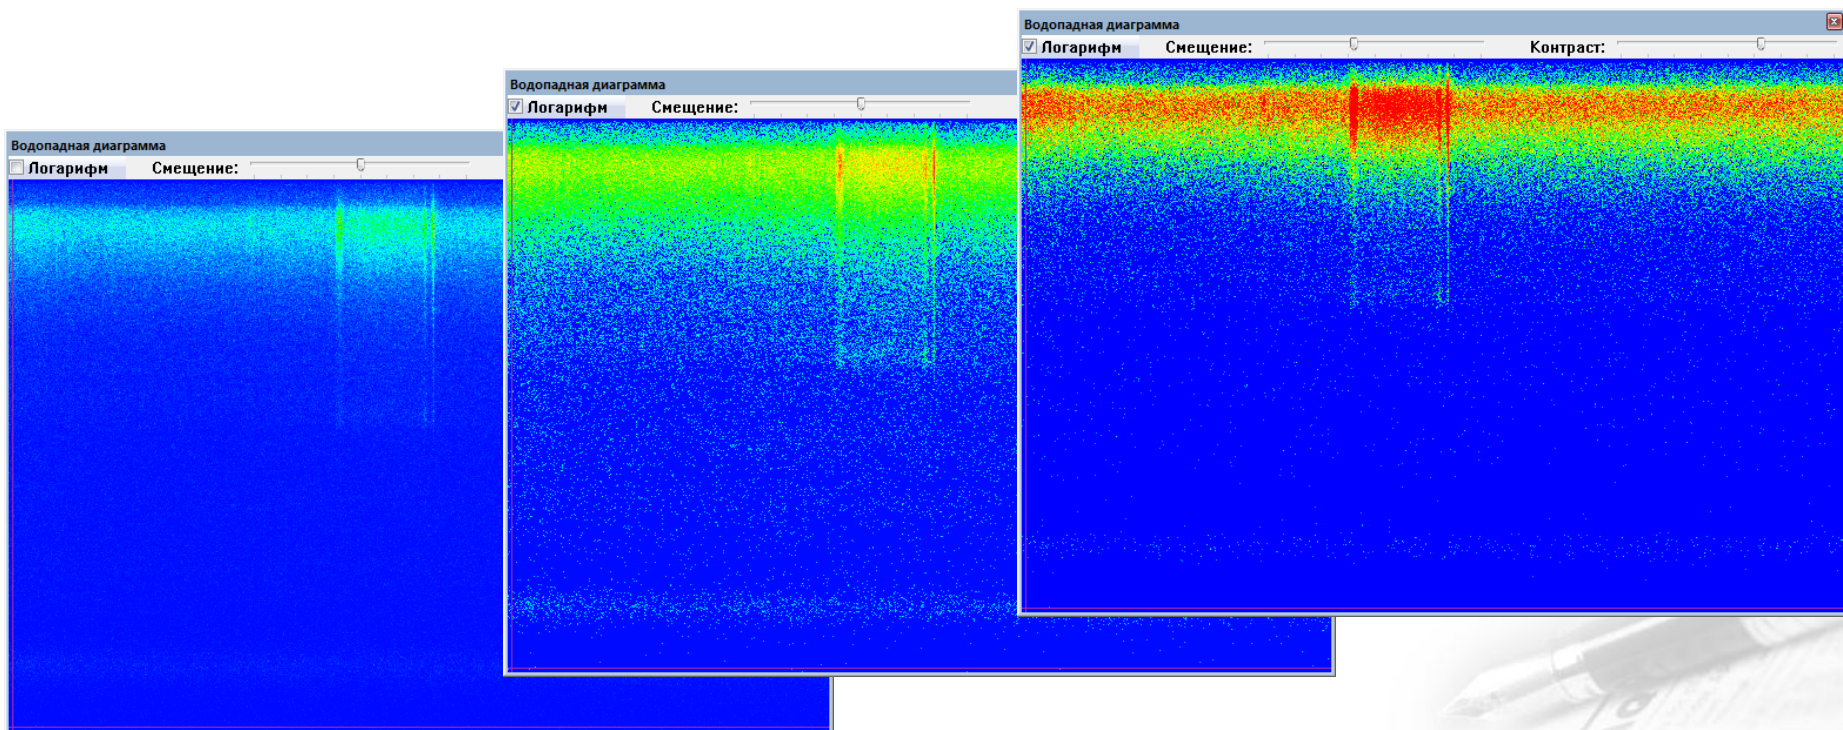 Водопадная диаграмма
Логарифм Смещение:
Водопадная диаграмма
Логарифм Смещение:
Водопадная диаграмма
Логарифм Смещение: Контраст: